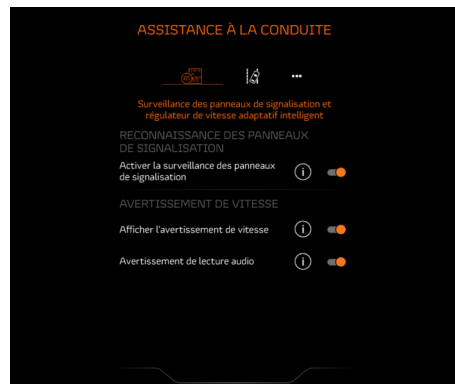 ASSISTANCE À LA CONDUITE
Surveillance des panneaux de signalisation et
régulateur de vitesse adaptatif
intelligent
RECONNAISSANCE DES PANNEAUX
DE SIGNALISATION
Activer la surveillance des panneaux
de signalisation
AVERTISSEMENT DE VITESSE
Afficher l'avertissement de vitesse
Avertissement de lecture audio